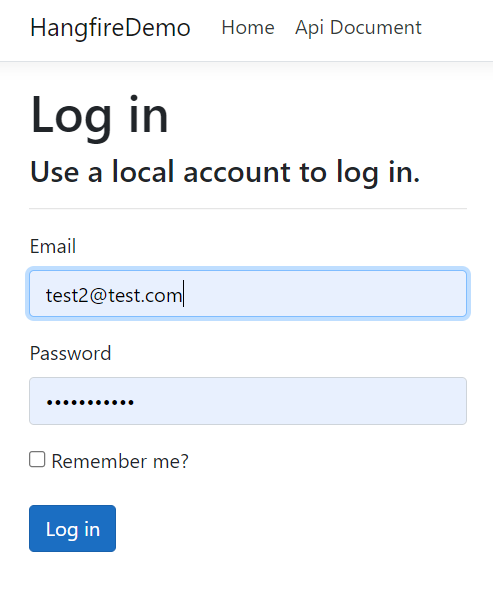 HangfireDemo Home Api Document
Log in
Use a local account to log in.
Email
test2@test.com
Password
•••••••••••
Remember me?
Log in